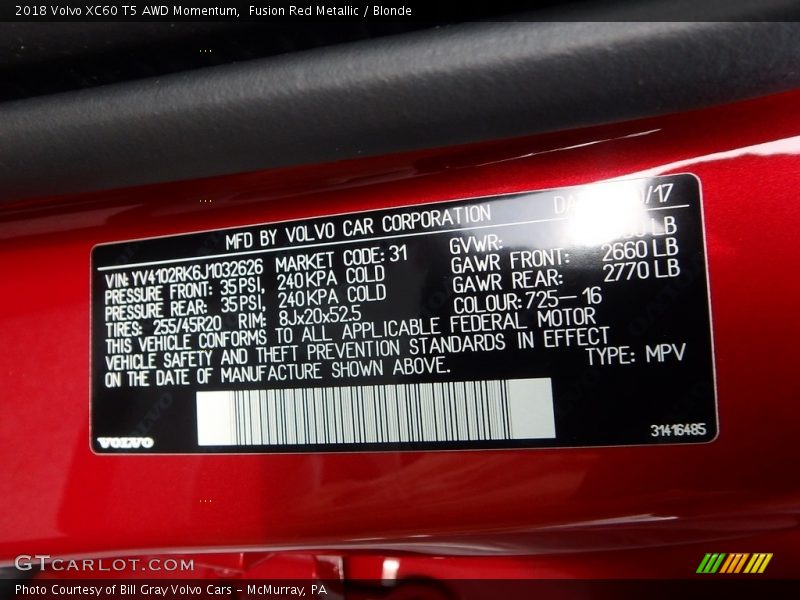 2018 Volvo XC60 T5 AWD Momentum,  Fusion Red Metallic / Blonde
MFD BY VOLVO CAR CORPORATION
/17
VIN: YV4102RK6J1032626 MARKET CODE: 31 GVWR: LB
PRESSURE FRONT: 35PSI, 240KPA COLD GAWR FRONT: 2660 LB
PRESSURE REAR: 35PSI, 240KPA COLD GAWR REAR: 2770 LB
TIRES: 255/45R20 RIM: 8Jx20x52.5 COLOUR: 725– 16
THIS VEHICLE CONFORMS TO ALL APPLICABLE FEDERAL MOTOR
VEHICLE SAFETY AND THEFT PREVENTION STANDARDS IN EFFECT
ON THE DATE OF MANUFACTURE SHOWN ABOVE. TYPE: MPV
VOLVO
31416485
GTCARLOT.COM
Photo Courtesy of Bill Gray Volvo Cars – McMurray, PA